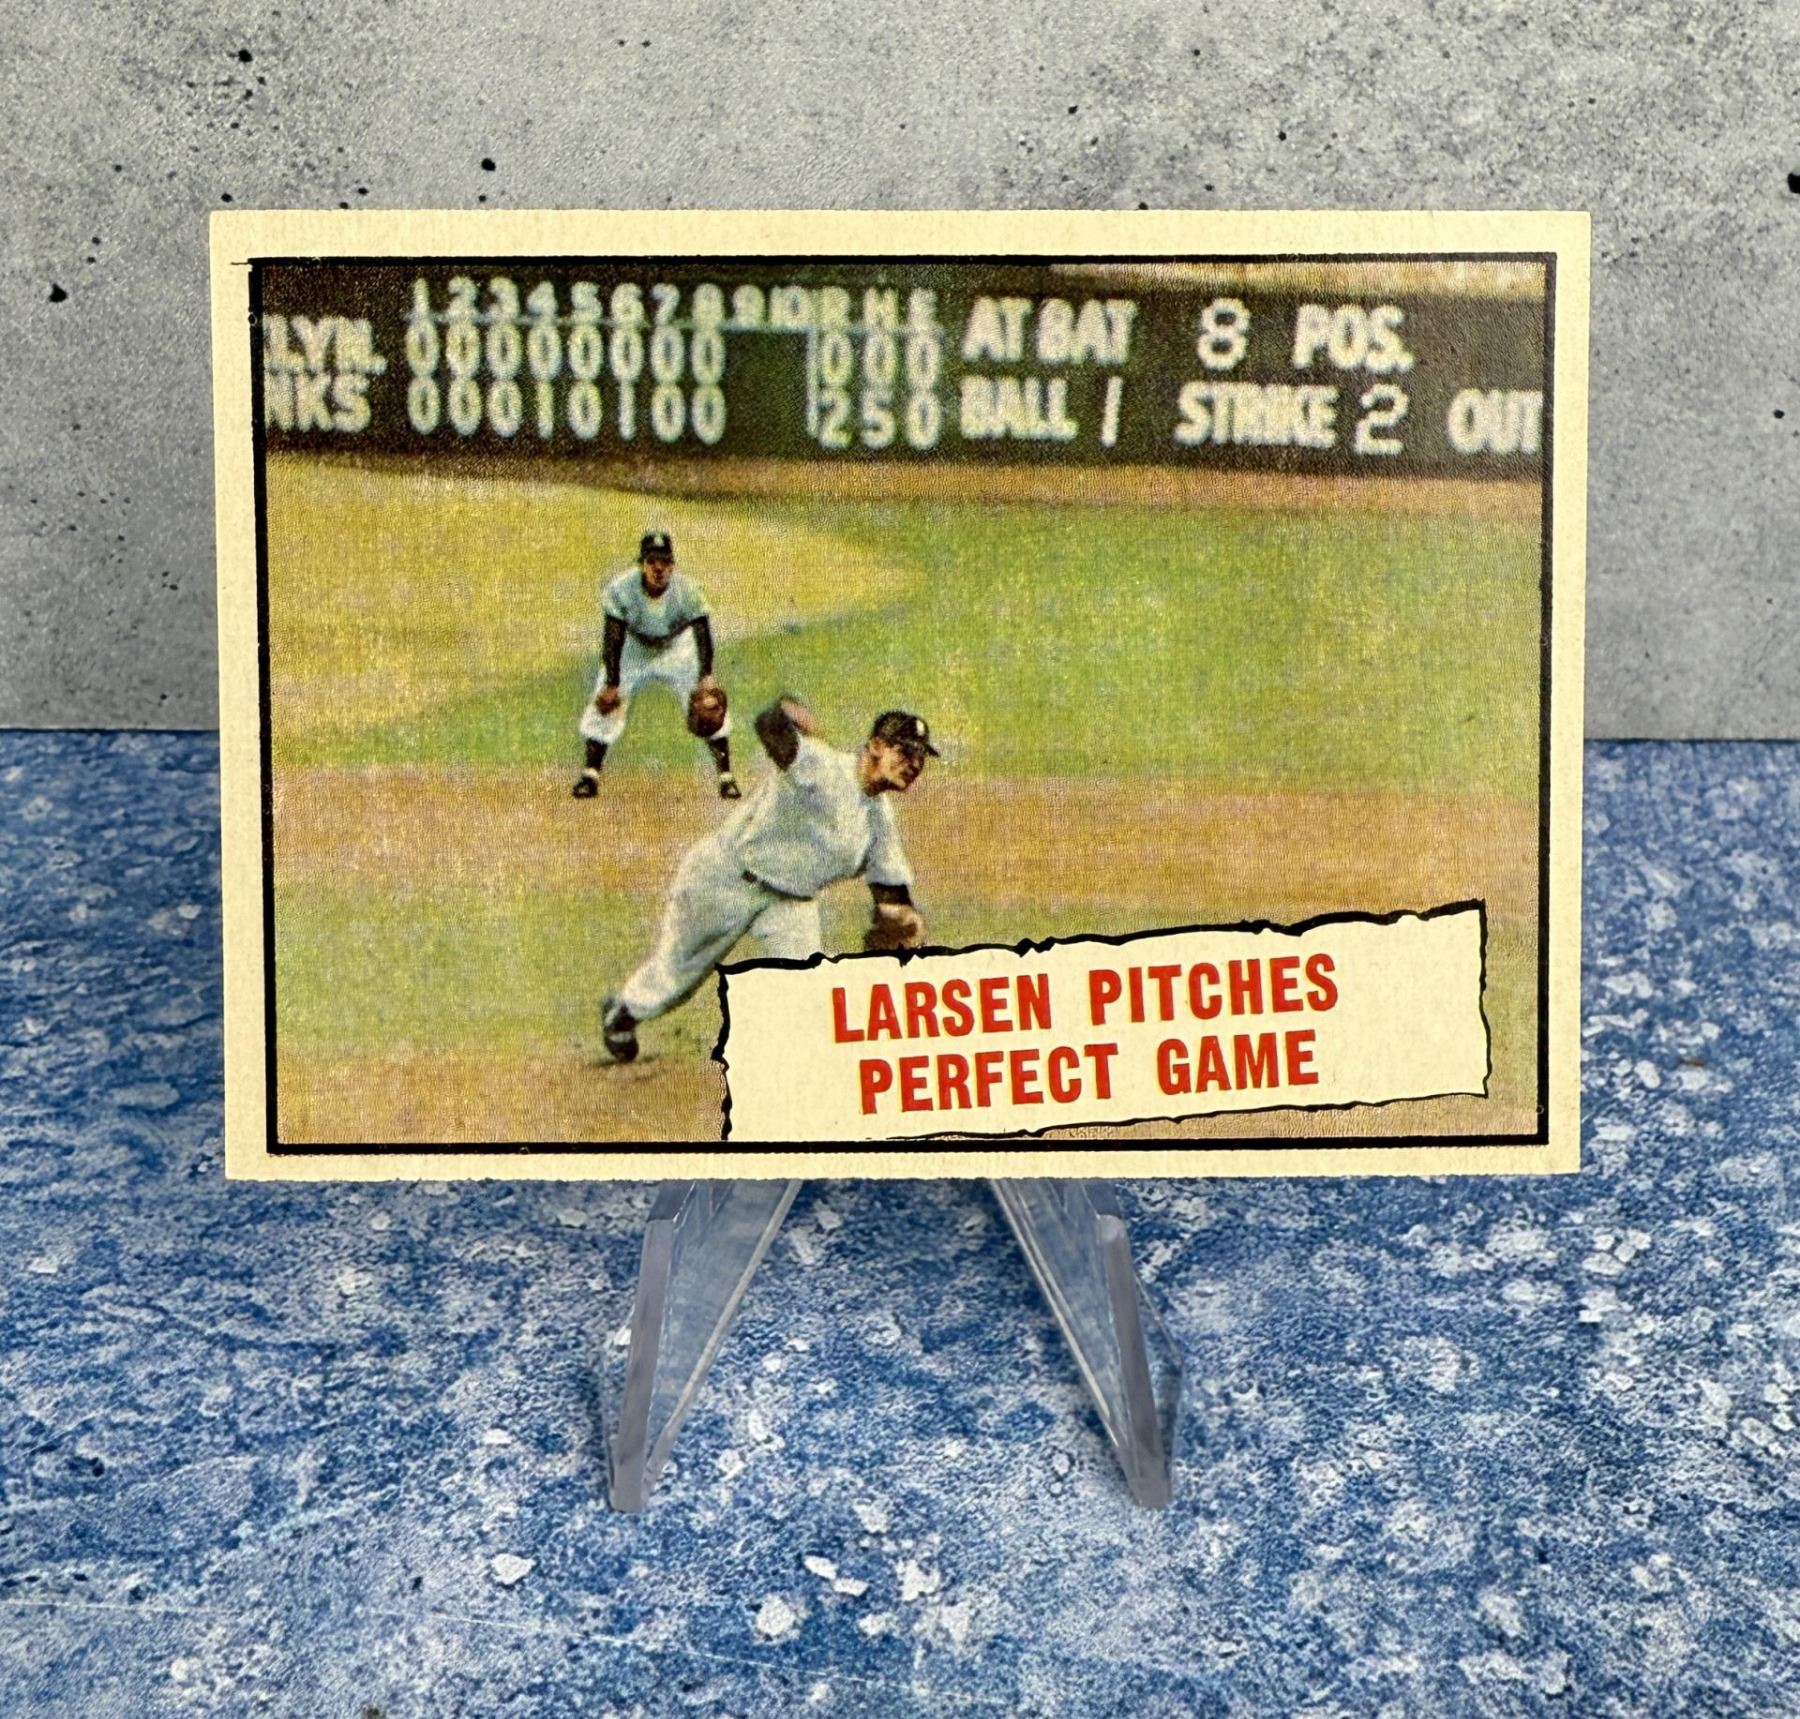 1 2 3 4 5 6 7 8 9 10 R H E AT BAT 8 POS.
LYN. 0 0 0 0 0 0 0 0 0 0 0
NKS 0 0 0 1 0 1 0 0 2 5 0 BALL 1 STRIKE 2 OUT
LARSEN PITCHES
PERFECT GAME